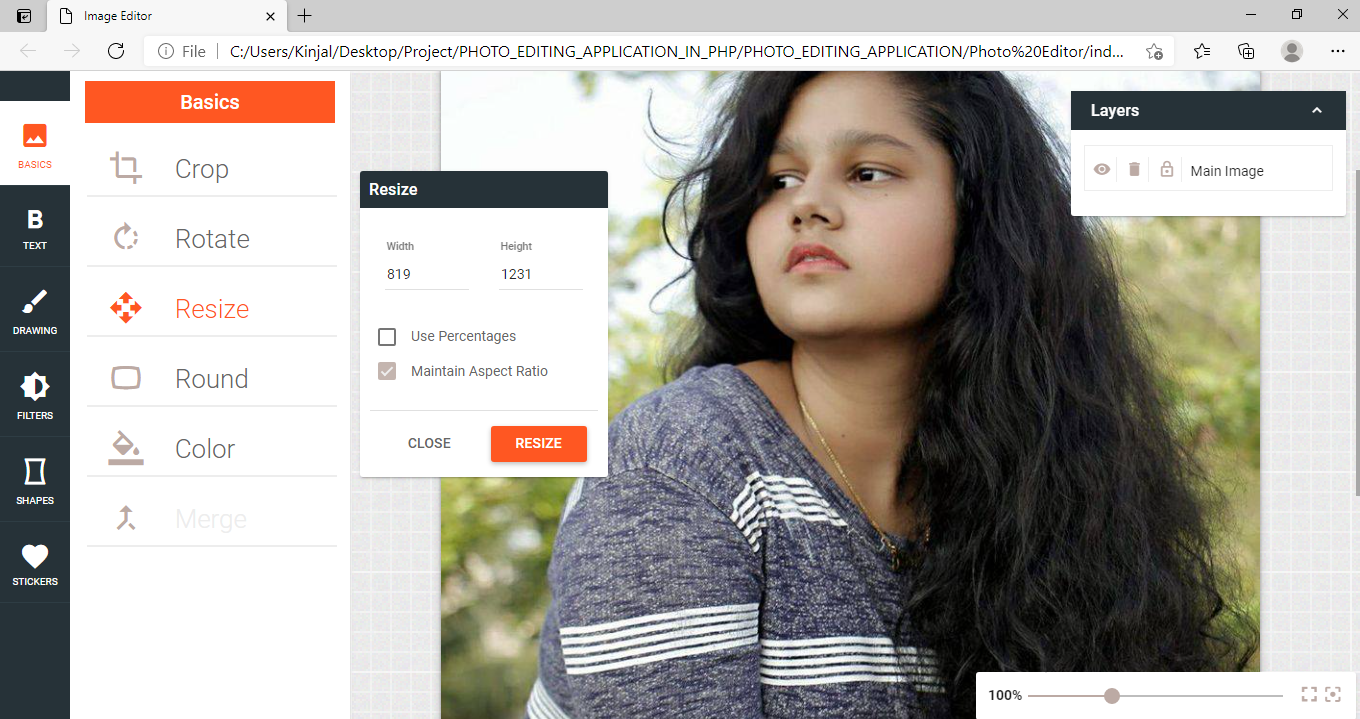 Image Editor
File
C:/Users/Kinjal/Desktop/Project/PHOTO_EDITING_APPLICATION_IN_PHP/PHOTO_EDITING_APPLICATION/Photo%20Editor/ind...
BASICS
B
TEXT
DRAWING
FILTERS
SHAPES
STICKERS
Basics
Crop
Rotate
Resize
Round
Color
Merge
Resize
Width Height
819 1231
Use Percentages
Maintain Aspect Ratio
CLOSE RESIZE
Layers
Main Image
100%